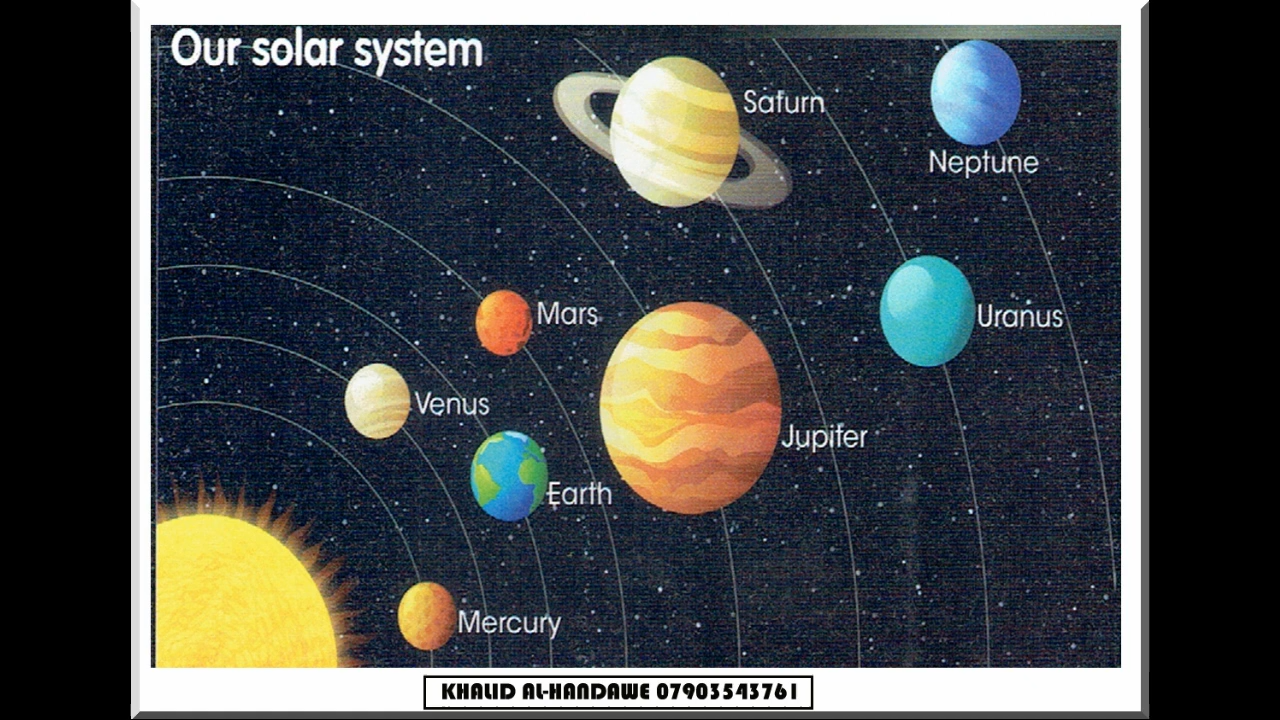 Our solar system
Saturn
Neptune
Mars
Uranus
Venus
Jupiter
Earth
Mercury
KHALID AL-HANDAWE 07903543761